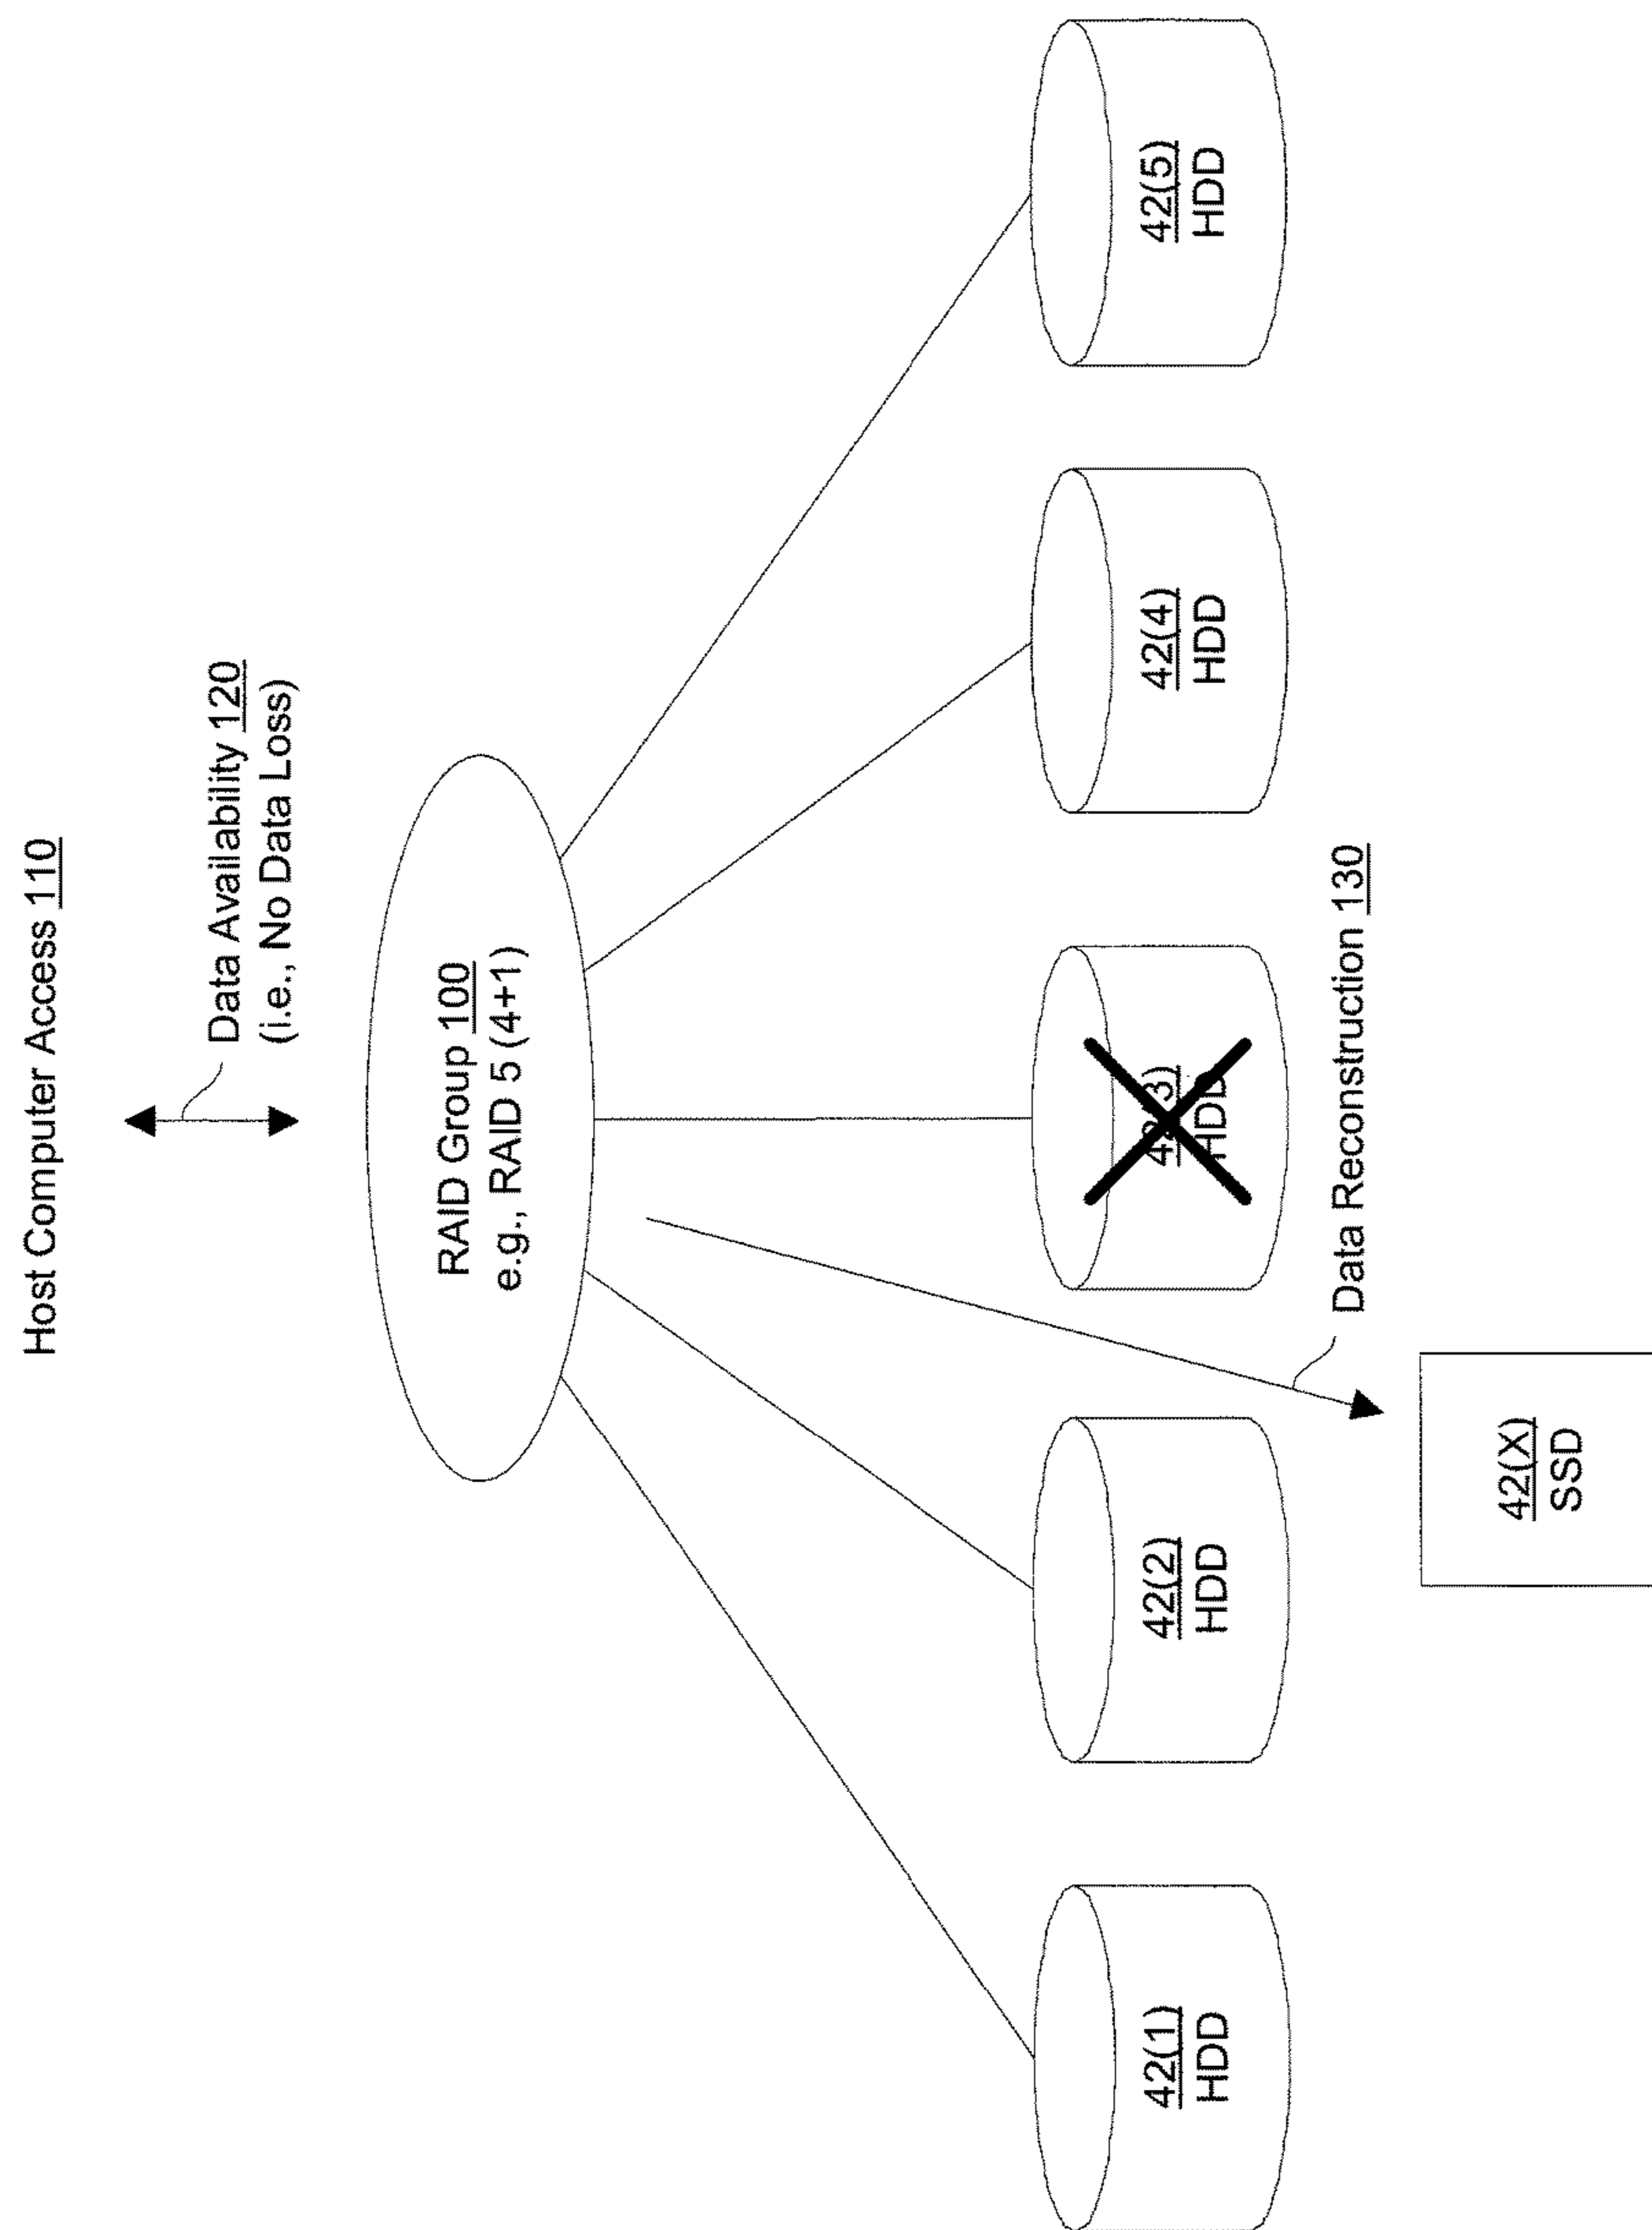 Host Computer Access 110
Data Availability 120
(i.e., No Data Loss)
RAID Group 100
e.g., RAID 5 (4+1)
42(1)
HDD
42(2)
HDD
HDD
42(4)
HDD
42(5)
HDD
Data Reconstruction 130
42(X)
SSD